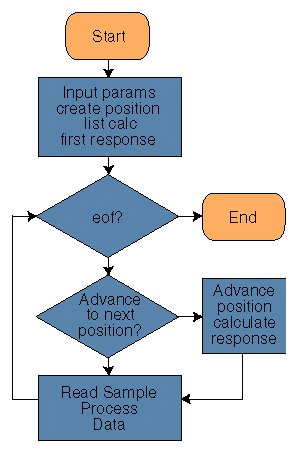 Start
Input params
create position
list calc
first response
eof?
End
Advance
to next
position?
Advance
position
calculate
response
Read Sample
Process
Data